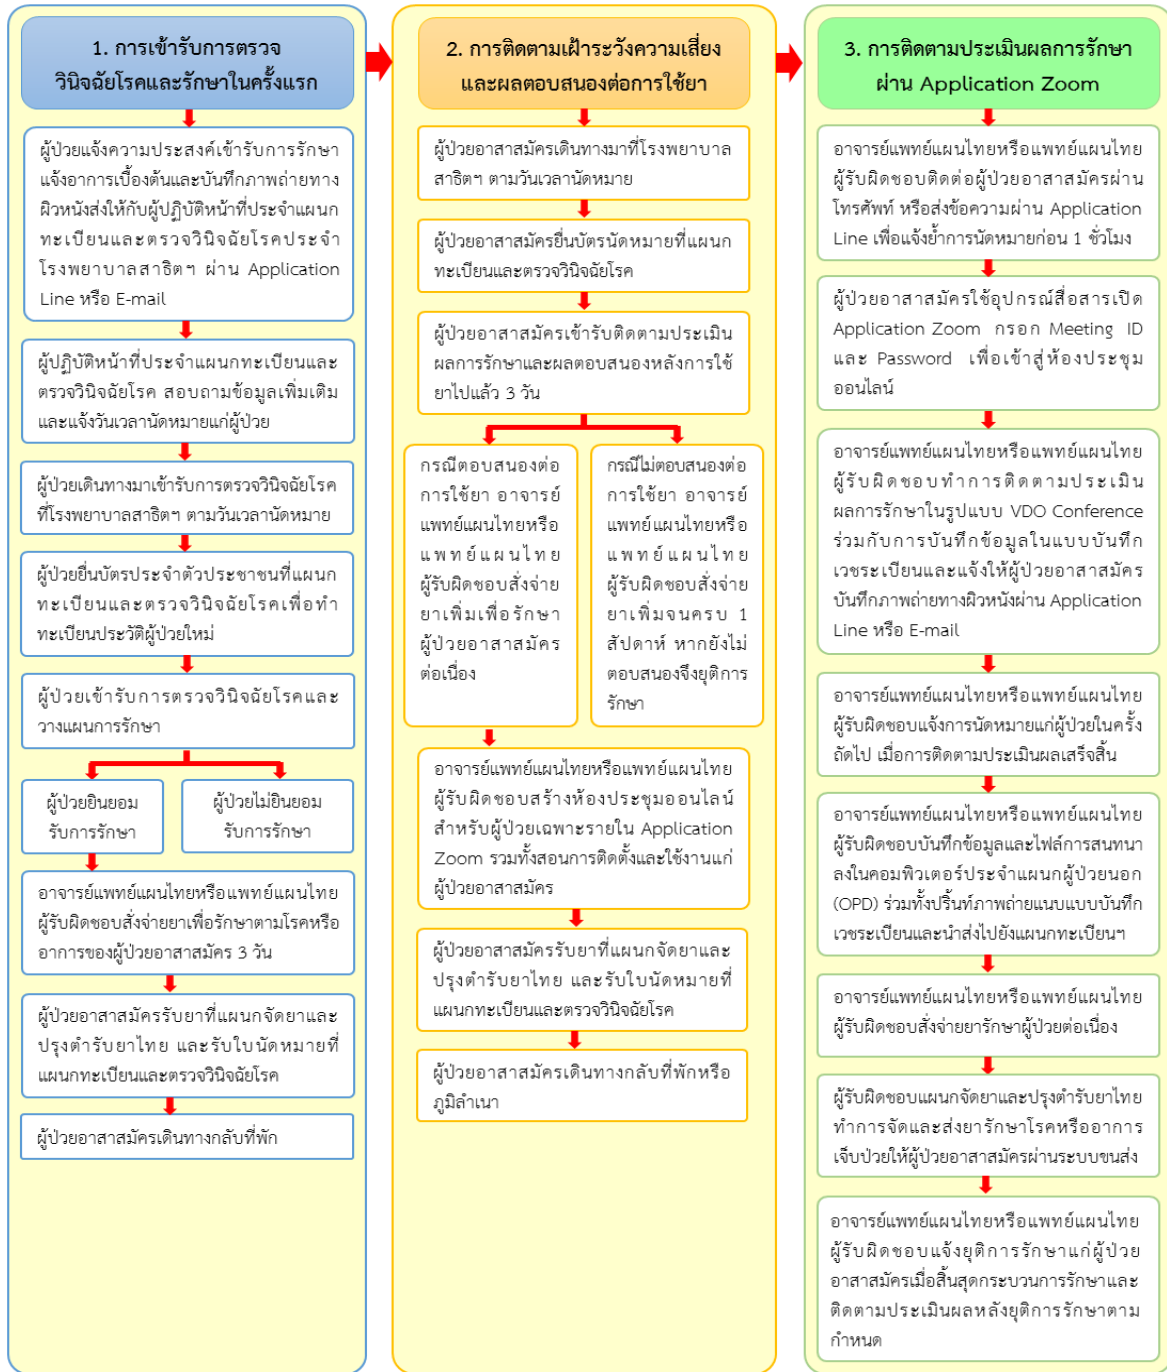 1. การเข้ารับการตรวจ
วินิจฉัยโรคและรักษาในครั้งแรก
ผู้ป่วยแจ้งความประสงค์เข้ารับการรักษา
แจ้งอาการเบื้องต้นและบันทึกภาพถ่ายทาง
ผิวหนังส่งให้กับผู้ปฏิบัติหน้าที่ประจำแผนก
ทะเบียนและตรวจวินิจฉัยโรคประจำ
โรงพยาบาลสาธิตฯ ผ่าน Application
Line หรือ E-mail
ผู้ปฏิบัติหน้าที่ประจำแผนกทะเบียนและ
ตรวจวินิจฉัยโรค สอบถามข้อมูลเพิ่มเติม
และแจ้งวันเวลานัดหมายแก่ผู้ป่วย
ผู้ป่วยเดินทางมาเข้ารับการตรวจวินิจฉัยโรค
ที่โรงพยาบาลสาธิตฯ ตามวันเวลานัดหมาย
ผู้ป่วยยื่นบัตรประจำตัวประชาชนที่แผนก
ทะเบียนและตรวจวินิจฉัยโรคเพื่อทำ
ทะเบียนประวัติผู้ป่วยใหม่
ผู้ป่วยเข้ารับการตรวจวินิจฉัยโรคและ
วางแผนการรักษา
ผู้ป่วยยินยอม
รับการรักษา
ผู้ป่วยไม่ยินยอม
รับการรักษา
อาจารย์แพทย์แผนไทยหรือแพทย์แผนไทย
ผู้รับผิดชอบสั่งจ่ายยาเพื่อรักษาตามโรคหรือ
อาการของผู้ป่วยอาสาสมัคร 3 วัน
ผู้ป่วยอาสาสมัครรับยาที่แผนกจัดยาและ
ปรุงตำรับยาไทย และรับใบนัดหมายที่
แผนกทะเบียนและตรวจวินิจฉัยโรค
ผู้ป่วยอาสาสมัครเดินทางกลับที่พัก
2. การติดตามเฝ้าระวังความเสี่ยง
และผลตอบสนองต่อการใช้ยา
ผู้ป่วยอาสาสมัครเดินทางมาที่โรงพยาบาล
สาธิตฯ ตามวันเวลานัดหมาย
ผู้ป่วยอาสาสมัครยื่นบัตรนัดหมายที่แผนก
ทะเบียนและตรวจวินิจฉัยโรค
ผู้ป่วยอาสาสมัครเข้ารับติดตามประเมิน
ผลการรักษาและผลตอบสนองหลังการใช้
ยาไปแล้ว 3 วัน
กรณีตอบสนองต่อ
การใช้ยา อาจารย์
แพทย์แผนไทยหรือ
แพทย์แผนไทย
ผู้รับผิดชอบสั่งจ่าย
ยาเพิ่มเพื่อรักษา
ผู้ป่วยอาสาสมัคร
ต่อเนื่อง
กรณีไม่ตอบสนองต่อ
การใช้ยา อาจารย์
แพทย์แผนไทยหรือ
แพทย์แผนไทย
ผู้รับผิดชอบสั่งจ่าย
ยาเพิ่มจนครบ 1
สัปดาห์ หากยังไม่
ตอบสนองจึงยุติการ
รักษา
อาจารย์แพทย์แผนไทยหรือแพทย์แผนไทย
ผู้รับผิดชอบสร้างห้องประชุมออนไลน์
สำหรับผู้ป่วยเฉพาะรายใน Application
Zoom รวมทั้งสอนการติดตั้งและใช้งานแก่
ผู้ป่วยอาสาสมัคร
ผู้ป่วยอาสาสมัครรับยาที่แผนกจัดยาและ
ปรุงตำรับยาไทย และรับใบนัดหมายที่
แผนกทะเบียนและตรวจวินิจฉัยโรค
ผู้ป่วยอาสาสมัครเดินทางกลับที่พักหรือ
ภูมิลำเนา
3. การติดตามประเมินผลการรักษา
ผ่าน Application Zoom
อาจารย์แพทย์แผนไทยหรือแพทย์แผนไทย
ผู้รับผิดชอบติดต่อผู้ป่วยอาสาสมัครผ่าน
โทรศัพท์ หรือส่งข้อความผ่าน Application
Line เพื่อแจ้งย้ำการนัดหมายก่อน 1 ชั่วโมง
ผู้ป่วยอาสาสมัครใช้อุปกรณ์สื่อสารเปิด
Application Zoom กรอก Meeting ID
และ Password เพื่อเข้าสู่ห้องประชุม
ออนไลน์
อาจารย์แพทย์แผนไทยหรือแพทย์แผนไทย
ผู้รับผิดชอบทำการติดตามประเมิน
ผลการรักษาในรูปแบบ VDO Conference
ร่วมกับการบันทึกข้อมูลในแบบบันทึก
เวชระเบียนและแจ้งให้ผู้ป่วยอาสาสมัคร
บันทึกภาพถ่ายทางผิวหนังผ่าน Application
Line หรือ E-mail
อาจารย์แพทย์แผนไทยหรือแพทย์แผนไทย
ผู้รับผิดชอบแจ้งการนัดหมายแก่ผู้ป่วยในครั้ง
ถัดไป เมื่อการติดตามประเมินผลเสร็จสิ้น
อาจารย์แพทย์แผนไทยหรือแพทย์แผนไทย
ผู้รับผิดชอบบันทึกข้อมูลและไฟล์การสนทนา
ลงในคอมพิวเตอร์ประจำแผนกผู้ป่วยนอก
(OPD) ร่วมทั้งปริ้นท์ภาพถ่ายแนบแบบบันทึก
เวชระเบียนและนำส่งไปยังแผนกทะเบียนฯ
อาจารย์แพทย์แผนไทยหรือแพทย์แผนไทย
ผู้รับผิดชอบสั่งจ่ายยารักษาผู้ป่วยต่อเนื่อง
ผู้รับผิดชอบแผนกจัดยาและปรุงตำรับยาไทย
ทำการจัดและส่งยารักษาโรคหรืออาการ
เจ็บป่วยให้ผู้ป่วยอาสาสมัครผ่านระบบขนส่ง
อาจารย์แพทย์แผนไทยหรือแพทย์แผนไทย
ผู้รับผิดชอบแจ้งยุติการรักษาแก่ผู้ป่วย
อาสาสมัครเมื่อสิ้นสุดกระบวนการรักษาและ
ติดตามประเมินผลหลังยุติการรักษาตาม
กำหนด